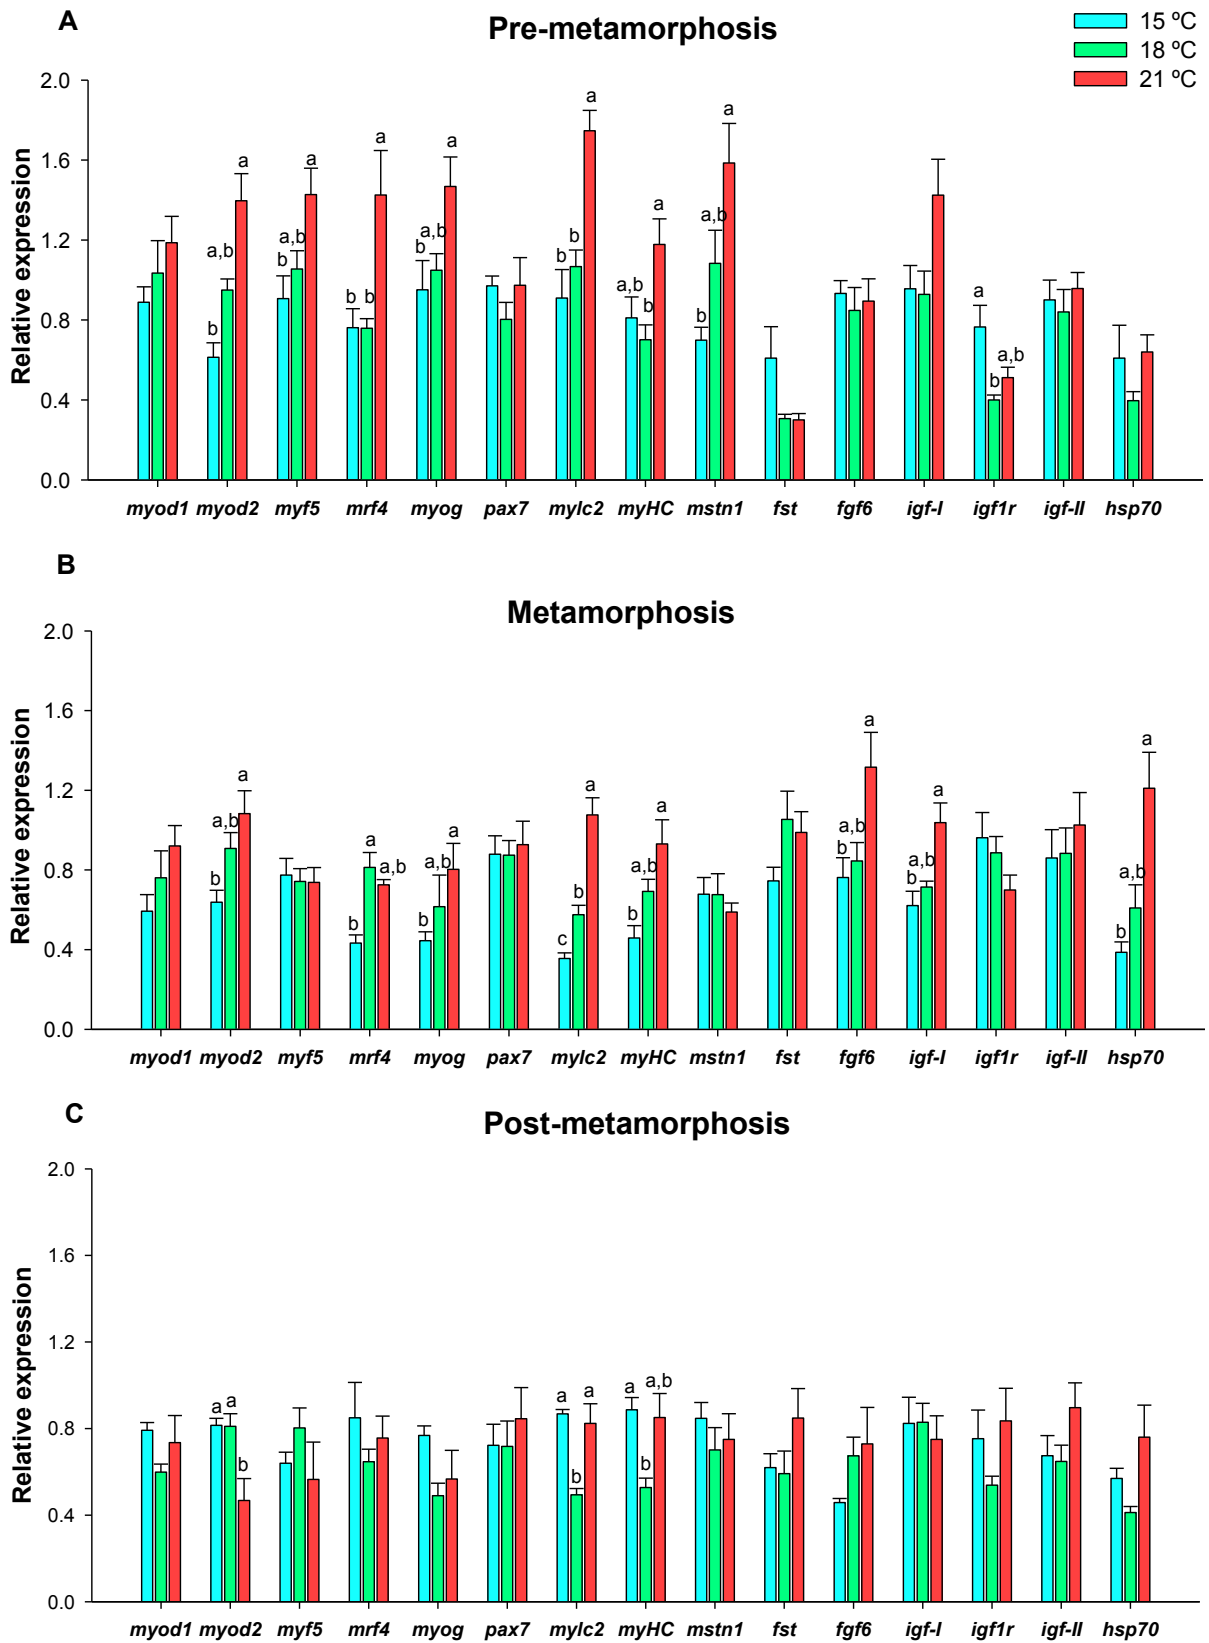 A
Pre-metamorphosis
15 ºC
18 ºC
21 ºC
Relative expression
2.0
1.6
1.2
0.8
0.4
0.0
b a,b a b a,b a b b a b a,b a b b a a,b b a b a,b a a b a,b
myod1 myod2 myf5 mrf4 myog pax7 mylc2 myHC mstn1 fst fgf6 igf-I igf1r igf-II hsp70
B
Metamorphosis
Relative expression
2.0
1.6
1.2
0.8
0.4
0.0
b a,b a b a a,b b a,b a c b a b a,b a b a,b a b a,b a b a,b a
myod1 myod2 myf5 mrf4 myog pax7 mylc2 myHC mstn1 fst fgf6 igf-I igf1r igf-II hsp70
C
Post-metamorphosis
Relative expression
2.0
1.6
1.2
0.8
0.4
0.0
a a b a b a a b a,b
myod1 myod2 myf5 mrf4 myog pax7 mylc2 myHC mstn1 fst fgf6 igf-I igf1r igf-II hsp70